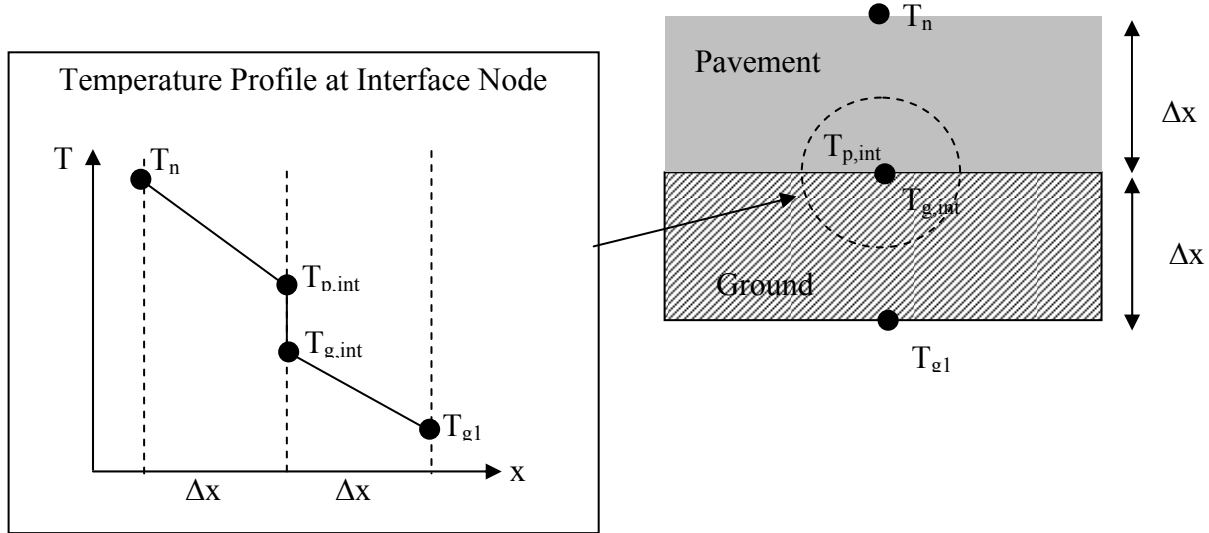 Temperature Profile at Interface Node
T
Tn
Tp,int
Tg,int
Tg1
x
Δx
Δx
Tn
Pavement
Δx
Tp,int
Tg,int
Δx
Ground
Tg1